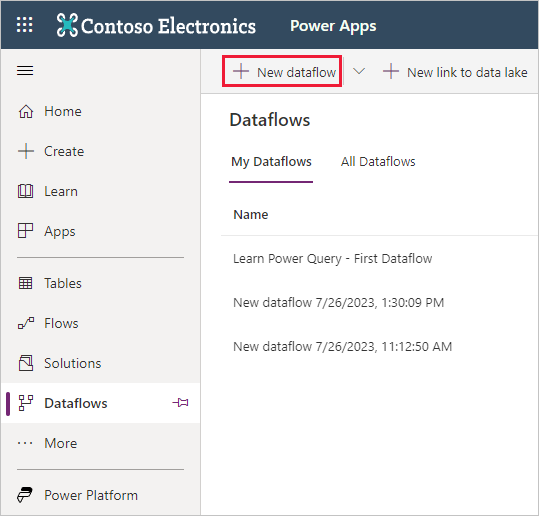 Contoso Electronics Power Apps
New dataflow New link to data lake
Home
Create
Learn
Apps
Tables
Flows
Solutions
Dataflows
More
Power Platform
Dataflows
My Dataflows All Dataflows
Name
Learn Power Query - First Dataflow
New dataflow 7/26/2023, 1:30:09 PM
New dataflow 7/26/2023, 11:12:50 AM